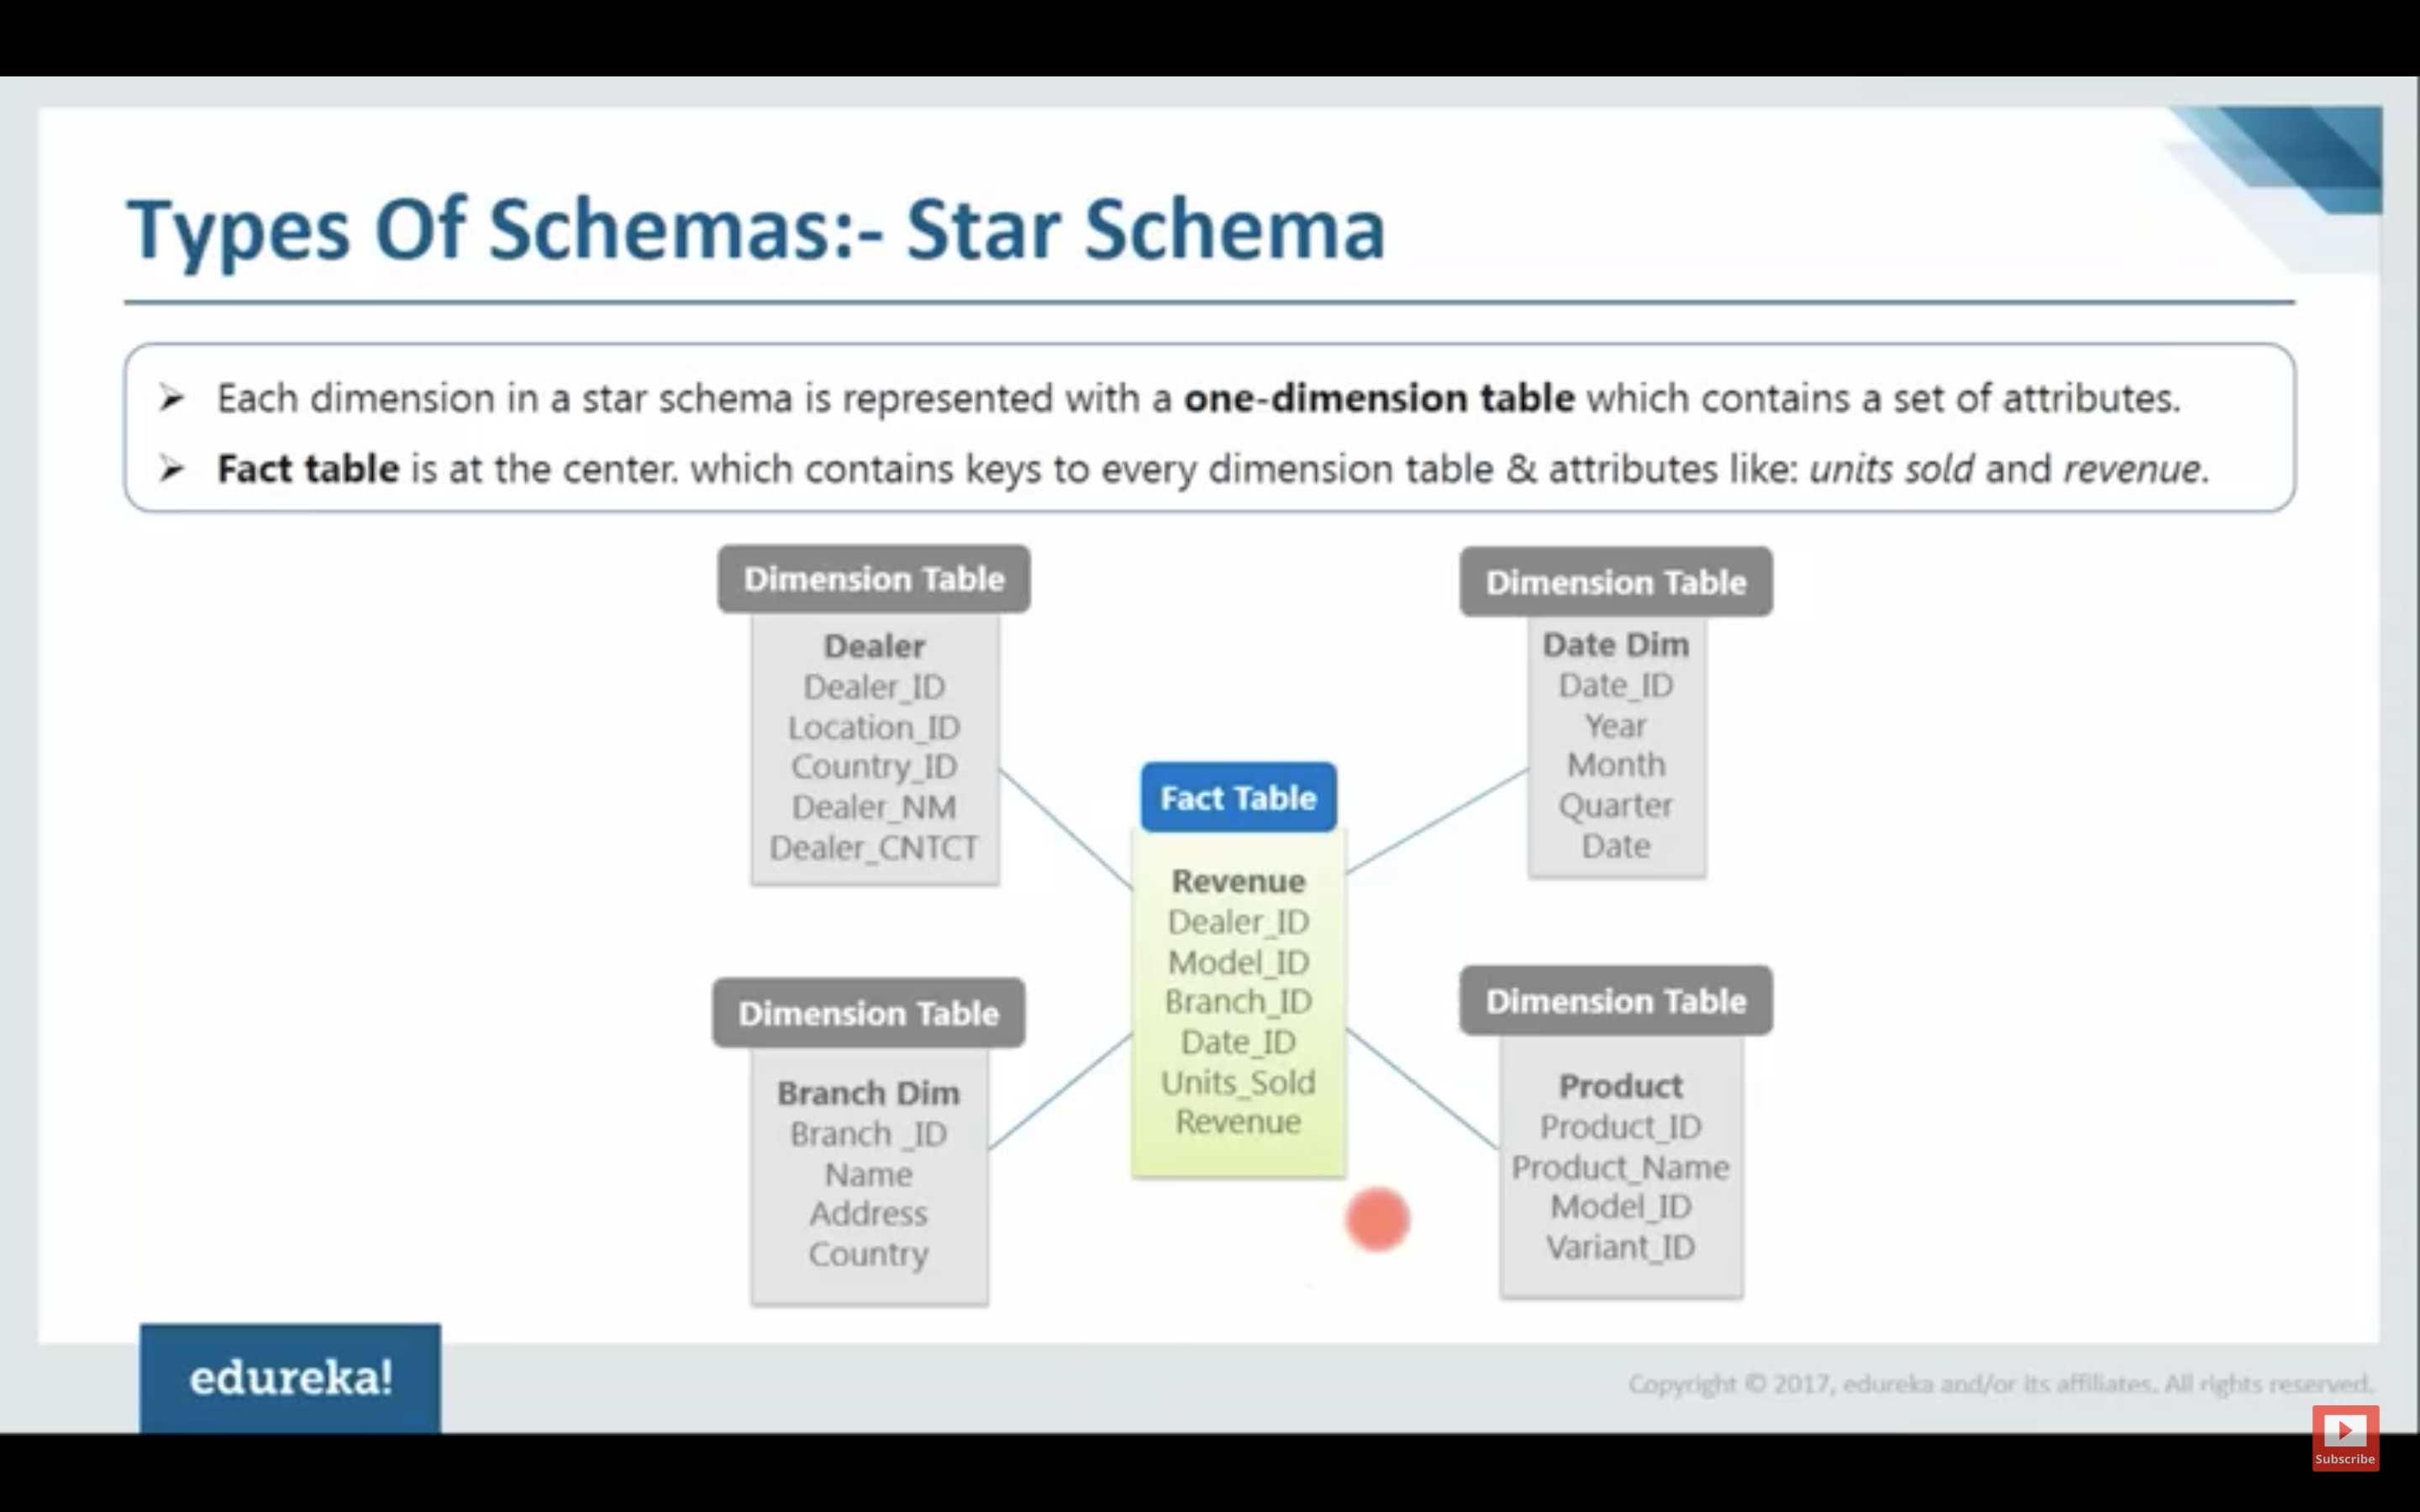 Types Of Schemas:- Star Schema
Each dimension in a star schema is represented with a one-dimension table which contains a set of attributes.
Fact table is at the center. which contains keys to every dimension table & attributes like: units sold and revenue.
Dimension Table
Dealer
Dealer_ID
Location_ID
Country_ID
Dealer_NM
Dealer_CNTCT
Dimension Table
Date Dim
Date_ID
Year
Month
Quarter
Date
Fact Table
Revenue
Dealer_ID
Model_ID
Branch_ID
Date_ID
Units_Sold
Revenue
Dimension Table
Branch Dim
Branch _ID
Name
Address
Country
Dimension Table
Product
Product_ID
Product_Name
Model_ID
Variant_ID
edureka!
Copyright © 2017, edureka and/or its affiliates. All rights reserved.
Subscribe